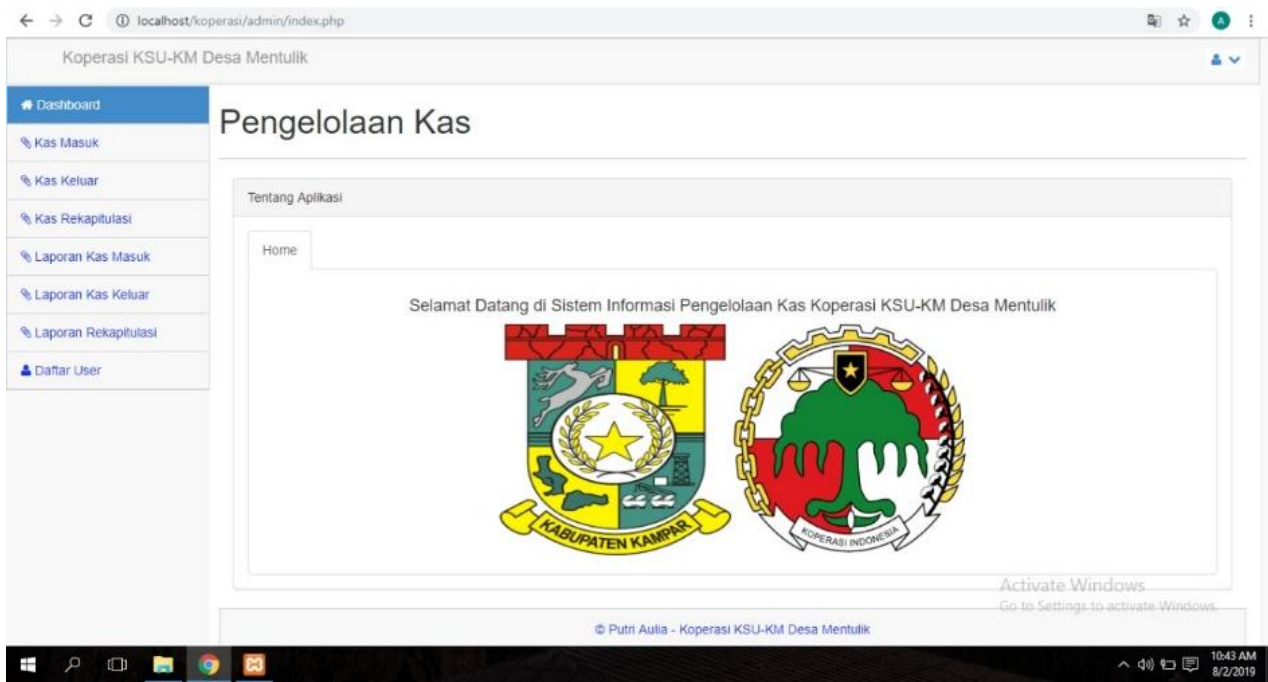 localhost/koperasi/admin/index.php
A
Koperasi KSU-KM Desa Mentulik
Dashboard
Kas Masuk
Kas Keluar
Kas Rekapitulasi
Laporan Kas Masuk
Laporan Kas Keluar
Laporan Rekapitulasi
Daftar User
Pengelolaan Kas
Tentang Aplikasi
Home
Selamat Datang di Sistem Informasi Pengelolaan Kas Koperasi KSU-KM Desa Mentulik
KABUPATEN KAMPAR
KOPERASI INDONESIA
Activate Windows
Go to Settings to activate Windows.
© Putri Aulia - Koperasi KSU-KM Desa Mentulik
10:43 AM
8/2/2019